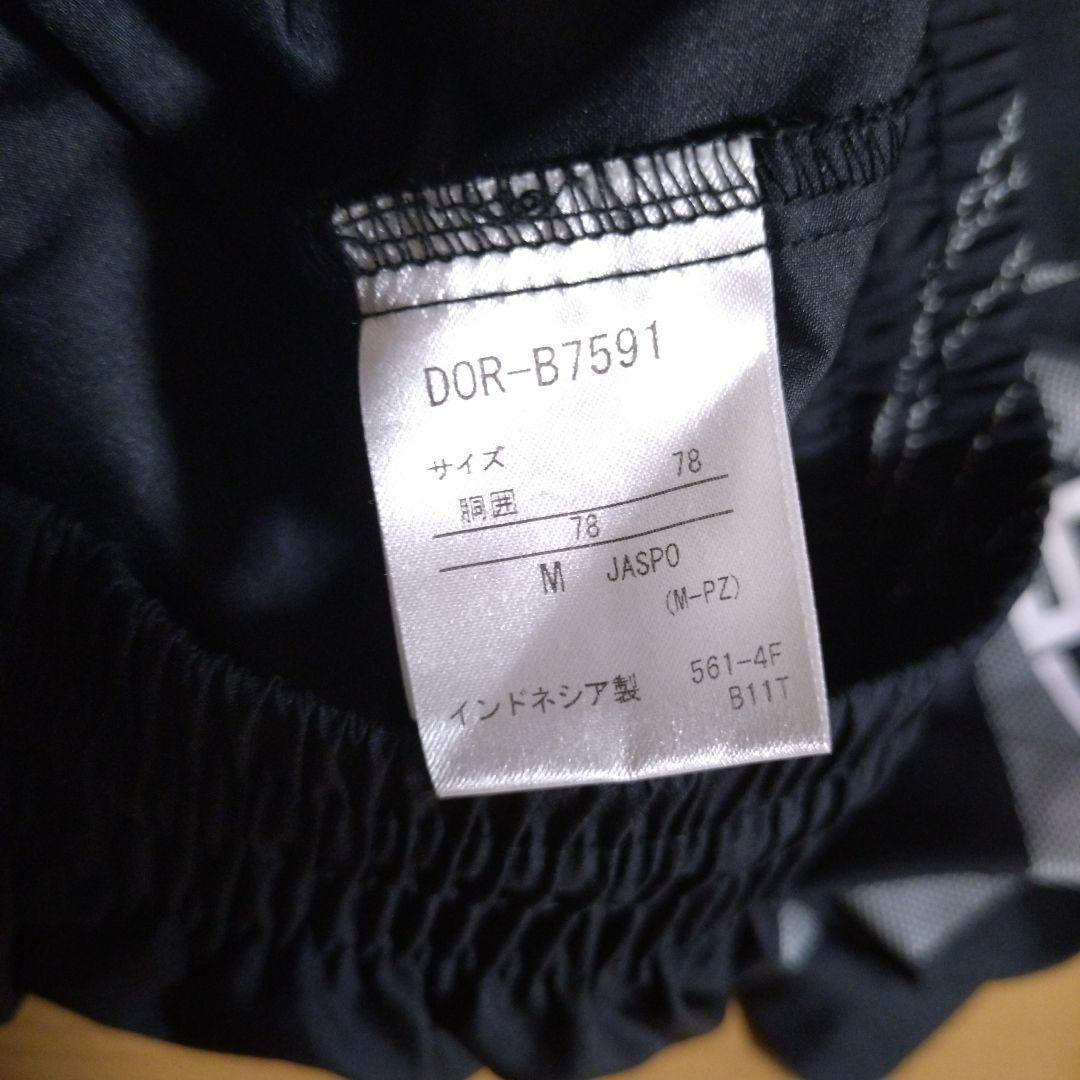 DOR-B7591
サイズ
胴囲 78
78
M JASPO
(M-PZ)
インドネシア製 561-4F
B11T